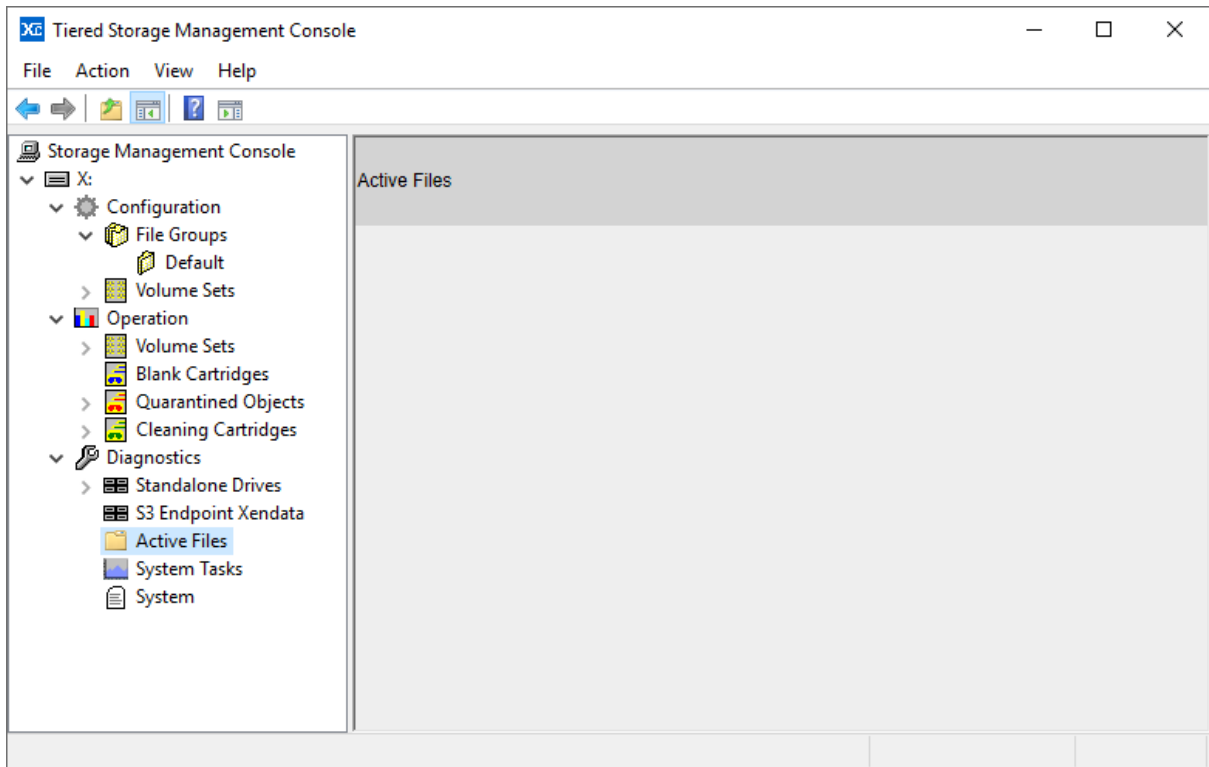 Tiered Storage Management Console
File Action View Help
Storage Management Console
X:
Configuration
File Groups
Default
Volume Sets
Operation
Volume Sets
Blank Cartridges
Quarantined Objects
Cleaning Cartridges
Diagnostics
Standalone Drives
S3 Endpoint Xendata
Active Files
System Tasks
System
Active Files